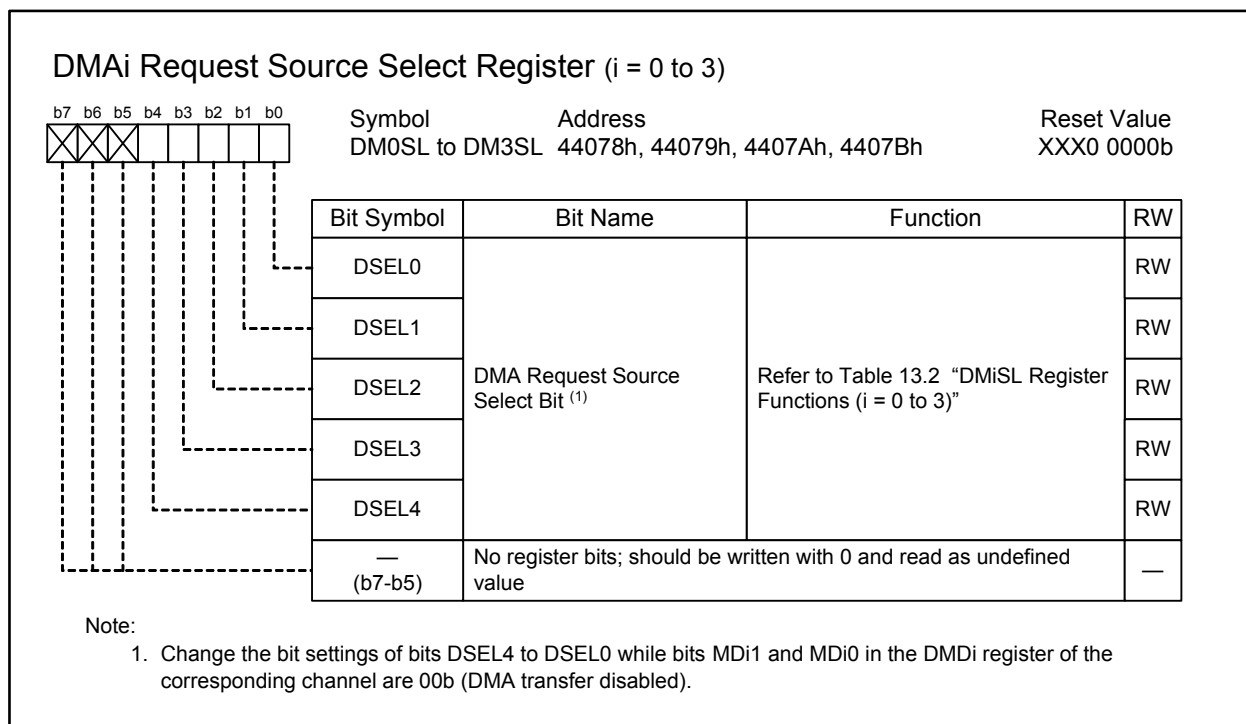 DMAi Request Source Select Register (i = 0 to 3)
b7 b6 b5 b4 b3 b2 b1 b0
Symbol Address Reset Value
DM0SL to DM3SL 44078h, 44079h, 4407Ah, 4407Bh XXX0 0000b
Bit Symbol Bit Name Function RW
DSEL0 RW
DSEL1 RW
DSEL2 RW
DMA Request Source
Select Bit (1)
Refer to Table 13.2 “DMiSL Register
Functions (i = 0 to 3)”
DSEL3 RW
DSEL4 RW
—
(b7-b5)
No register bits; should be written with 0 and read as undefined
value
—
Note:
1. Change the bit settings of bits DSEL4 to DSEL0 while bits MDi1 and MDi0 in the DMDi register of the
corresponding channel are 00b (DMA transfer disabled).